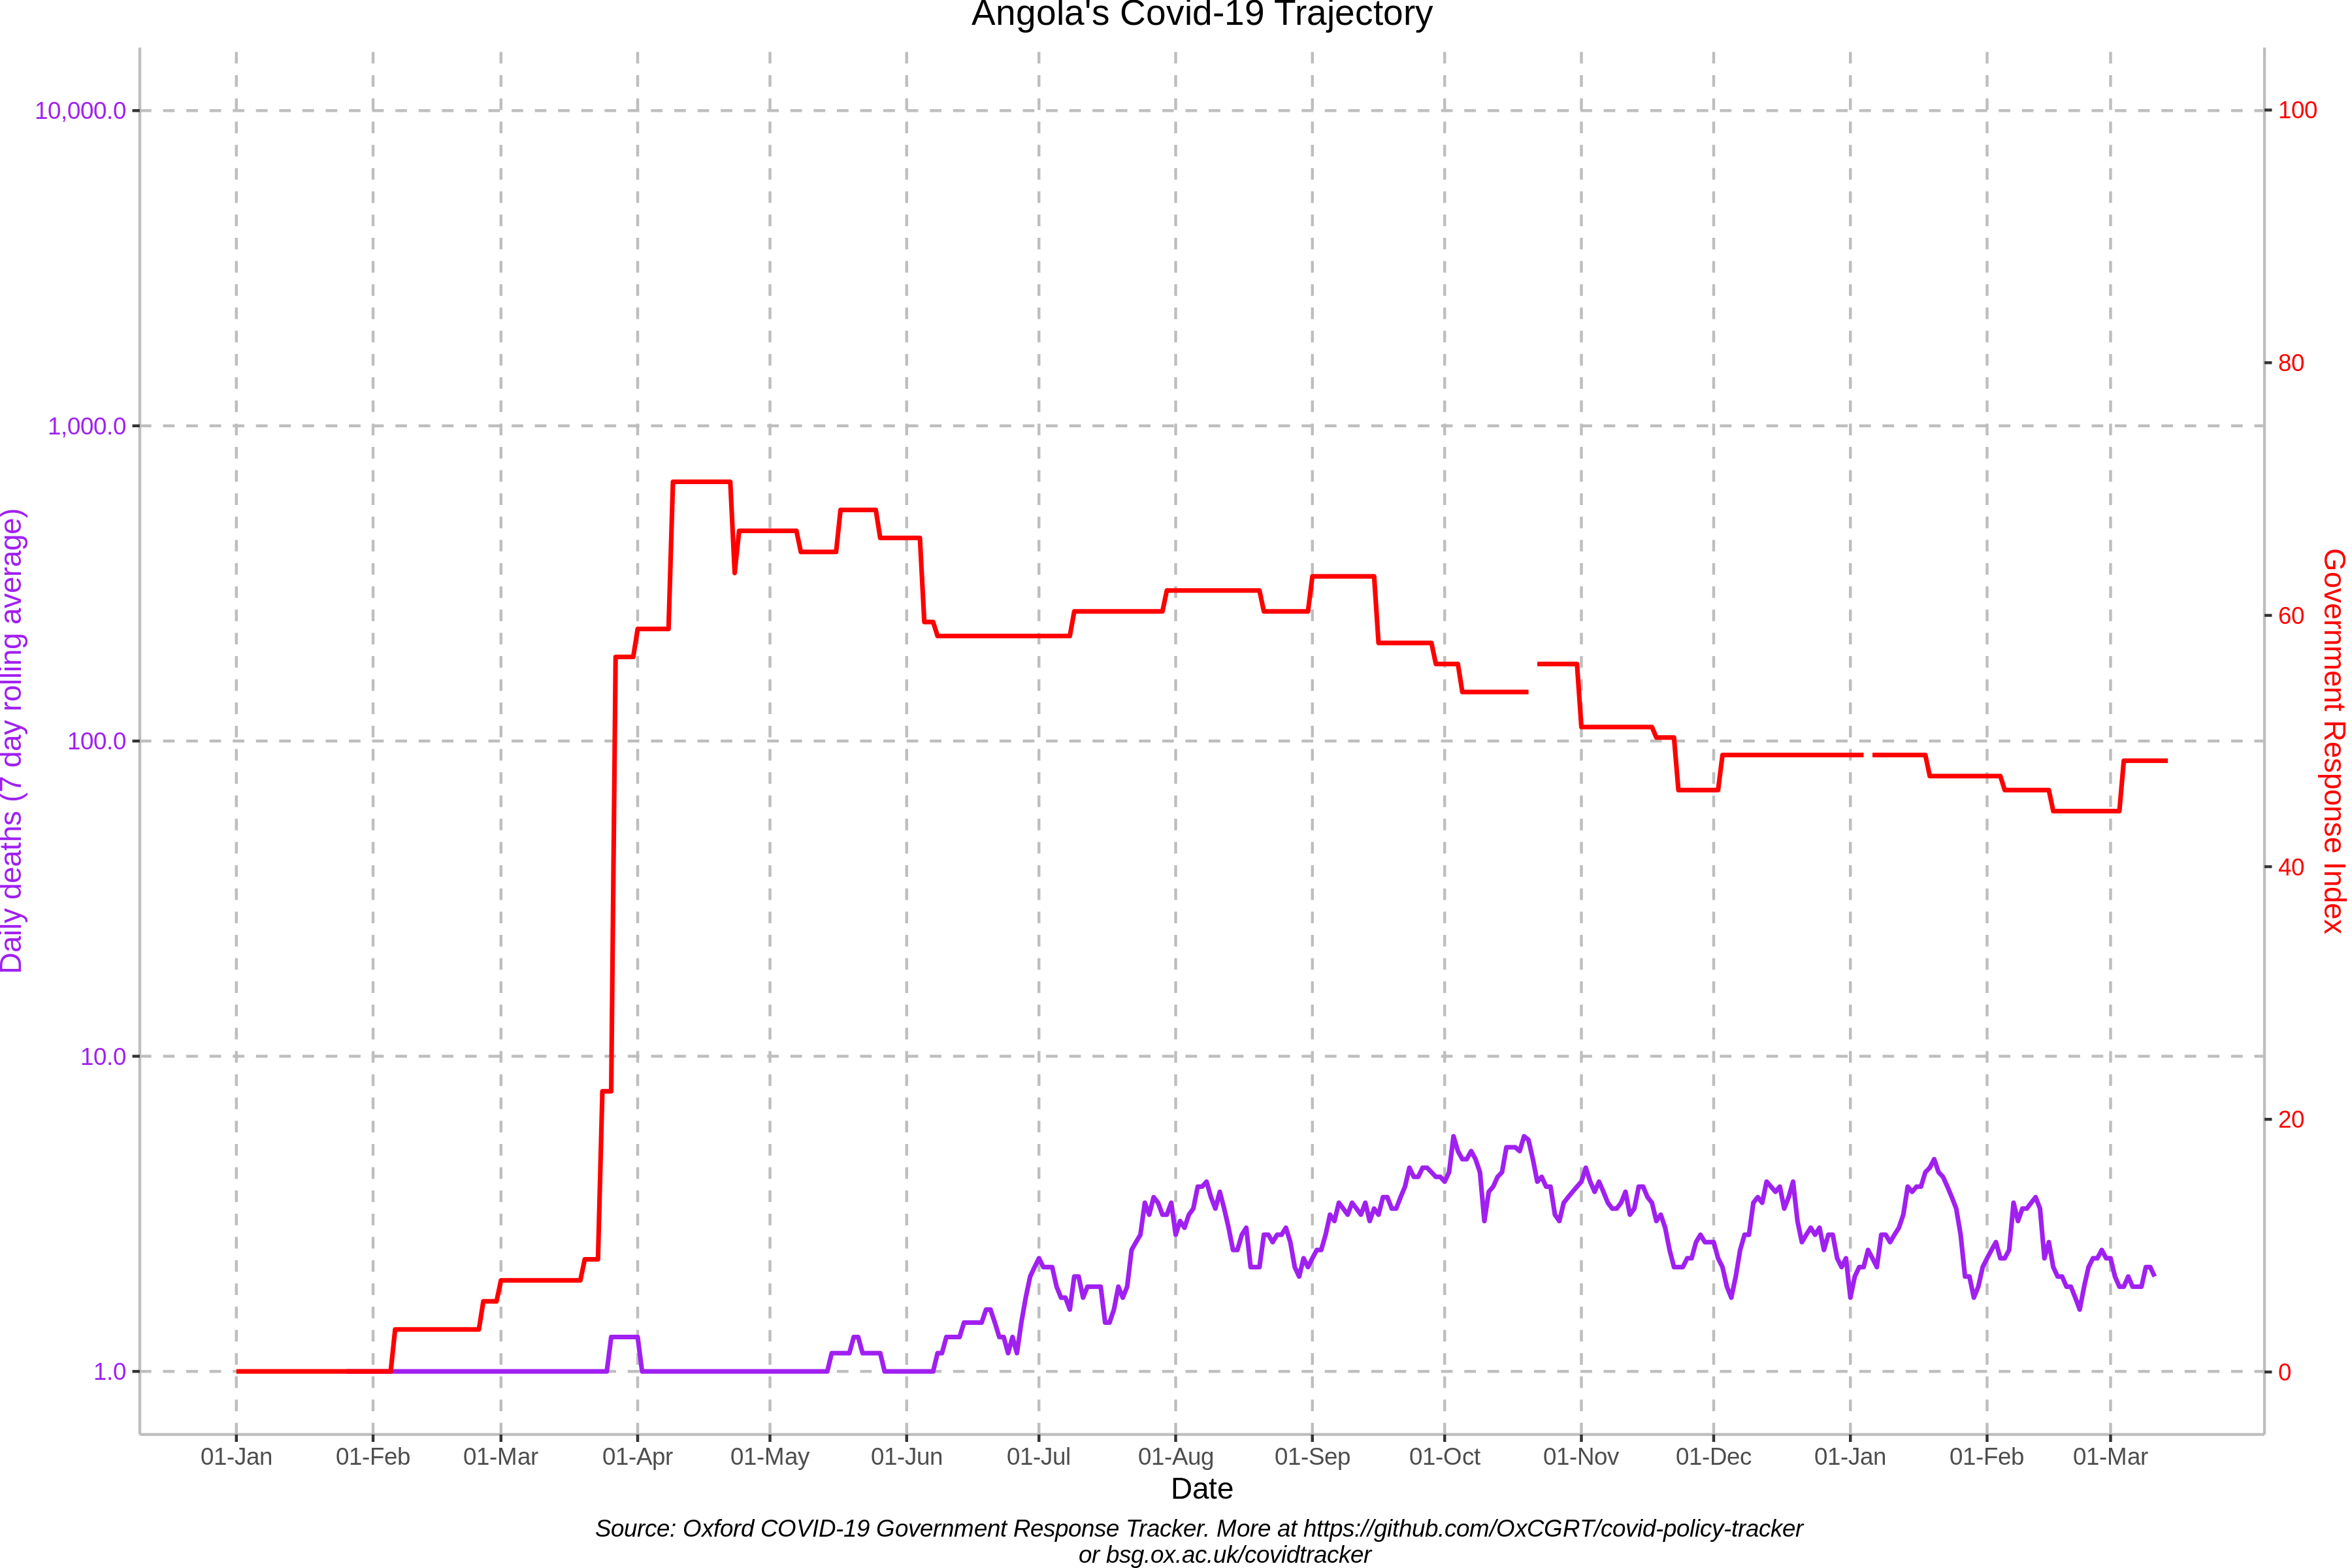 Angola's Covid-19 Trajectory
10,000.0
1,000.0
100.0
10.0
1.0
Daily deaths (7 day rolling average)
100
80
60
40
20
0
Government Response Index
01-Jan 01-Feb 01-Mar 01-Apr 01-May 01-Jun 01-Jul 01-Aug 01-Sep 01-Oct 01-Nov 01-Dec 01-Jan 01-Feb 01-Mar
Date
Source: Oxford COVID-19 Government Response Tracker. More at https://github.com/OxCGRT/covid-policy-tracker
or bsg.ox.ac.uk/covidtracker